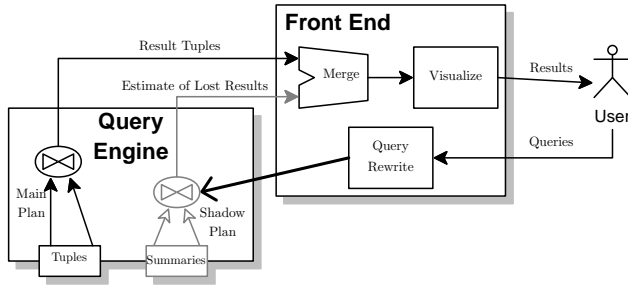 Front End
Result Tuples
Merge
Visualize
Results
Estimate of Lost Results
User
Query
Engine
Query
Rewrite
Queries
Main
Plan
Shadow
Plan
Tuples
Summaries